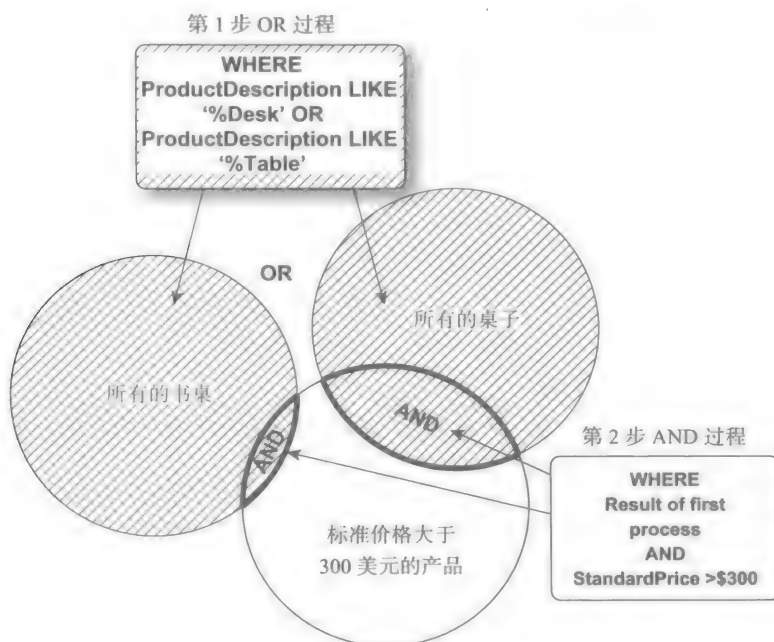 第1步 OR 过程
WHERE
ProductDescription LIKE
‘%Desk’ OR
ProductDescription LIKE
‘%Table’
OR
所有的桌子
所有的书桌
AND
AND
第2步 AND 过程
WHERE
Result of first
process
AND
StandardPrice >$300
标准价格大于
300 美元的产品